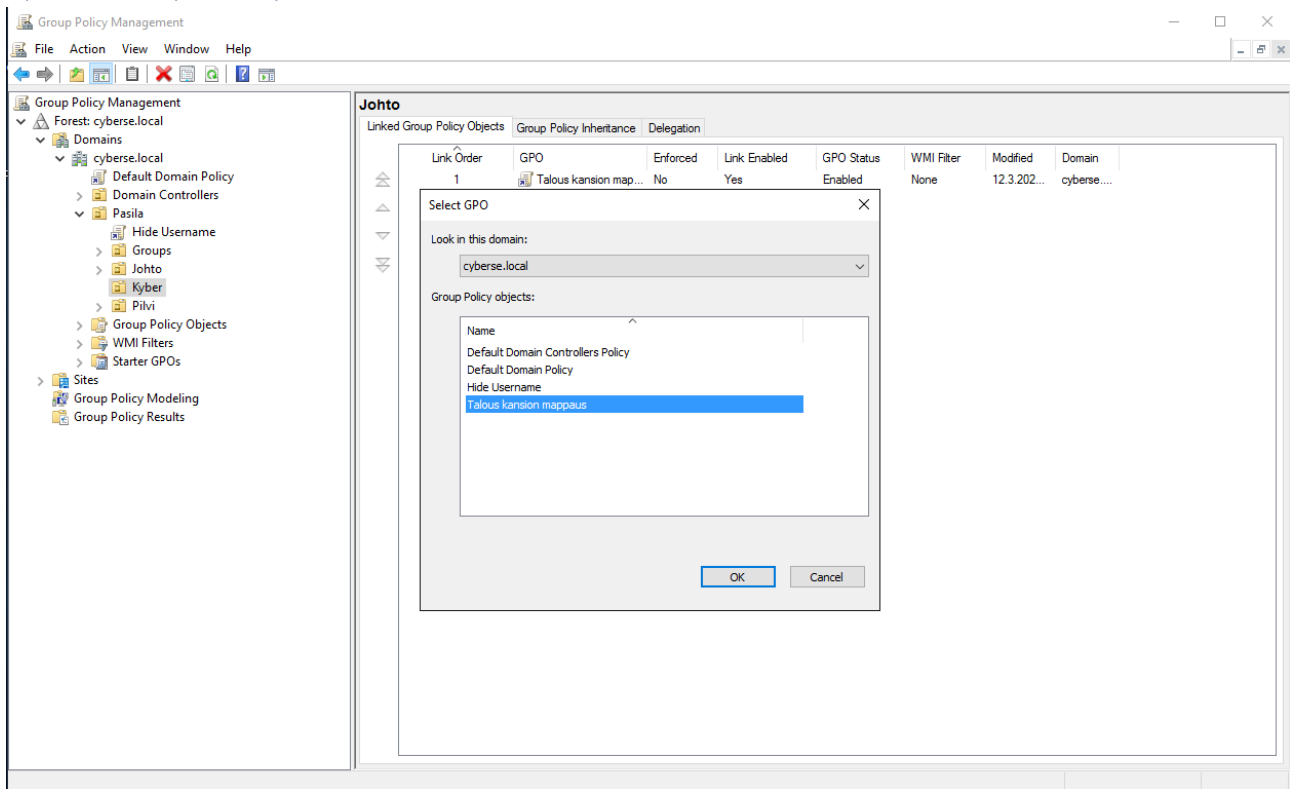 Group Policy Management
File Action View Window Help
Group Policy Management
Forest: cyberse.local
Domains
cyberse.local
Default Domain Policy
Domain Controllers
Pasila
Hide Username
Groups
Johto
Kyber
Pilvi
Group Policy Objects
WMI Filters
Starter GPOs
Sites
Group Policy Modeling
Group Policy Results
Johto
Linked Group Policy Objects Group Policy Inheritance Delegation
Link Order GPO Enforced Link Enabled GPO Status WMI Filter Modified Domain
1 Talous kansion map... No Yes Enabled None 12.3.202... cyberse....
Select GPO
Look in this domain:
cyberse.local
Group Policy objects:
Name
Default Domain Controllers Policy
Default Domain Policy
Hide Username
Talous kansion mappaus
OK Cancel